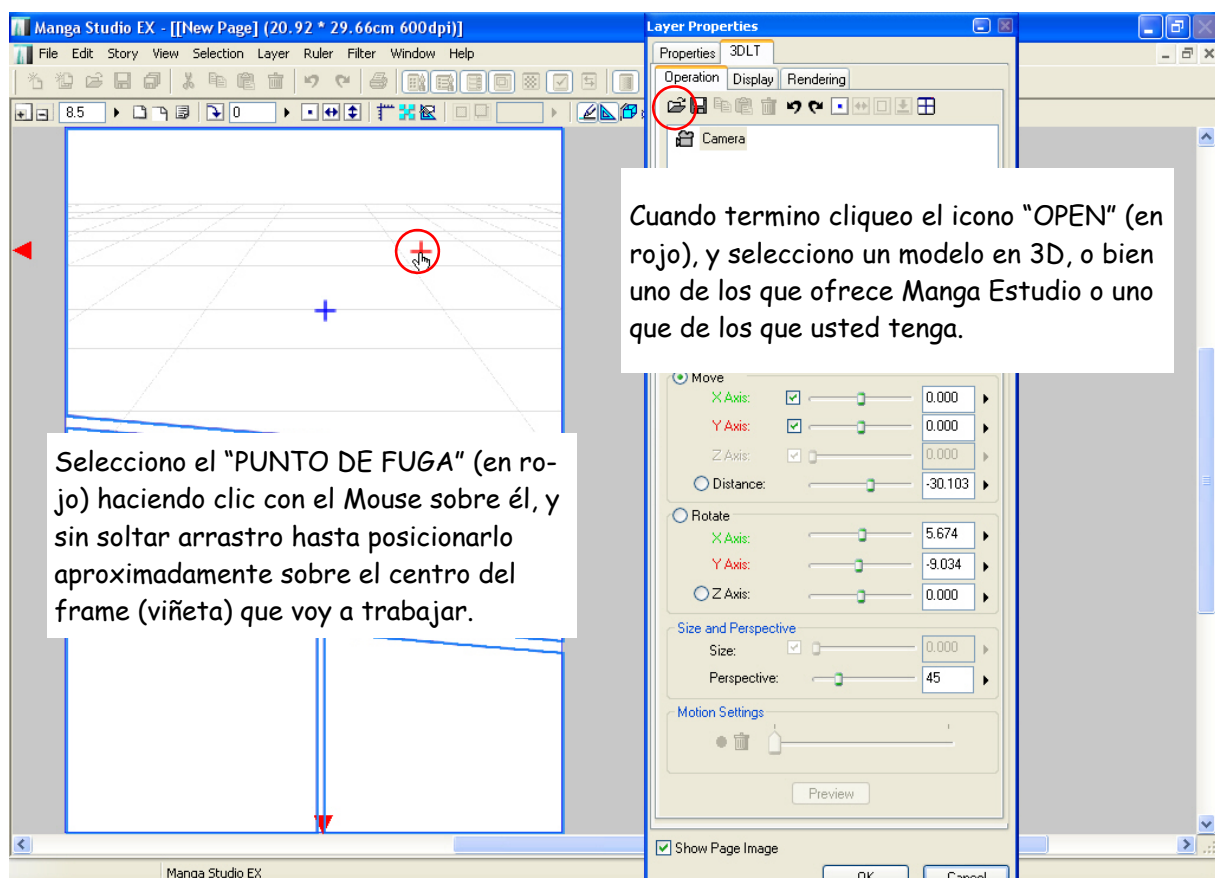 Manga Studio EX - [[New Page] (20.92 * 29.66cm 600dpi)]
File Edit Story View Selection Layer Ruler Filter Window Help
8.5
0
Layer Properties
Properties 3DLT
Operation Display Rendering
Camera
Cuando termino cliqueo el icono “OPEN” (en
rojo), y selecciono un modelo en 3D, o bien
uno de los que ofrece Manga Estudio o uno
que de los que usted tenga.
Selecciono el “PUNTO DE FUGA” (en ro-
jo) haciendo clic con el Mouse sobre él, y
sin soltar arrastro hasta posicionarlo
aproximadamente sobre el centro del
frame (viñeta) que voy a trabajar.
Move
X Axis: 0.000
Y Axis: 0.000
Z Axis: 0.000
Distance: -30.103
Rotate
X Axis: 5.674
Y Axis: -9.034
Z Axis: 0.000
Size and Perspective
Size: 0.000
Perspective: 45
Motion Settings
Preview
Show Page Image
OK Cancel
Manga Studio EX